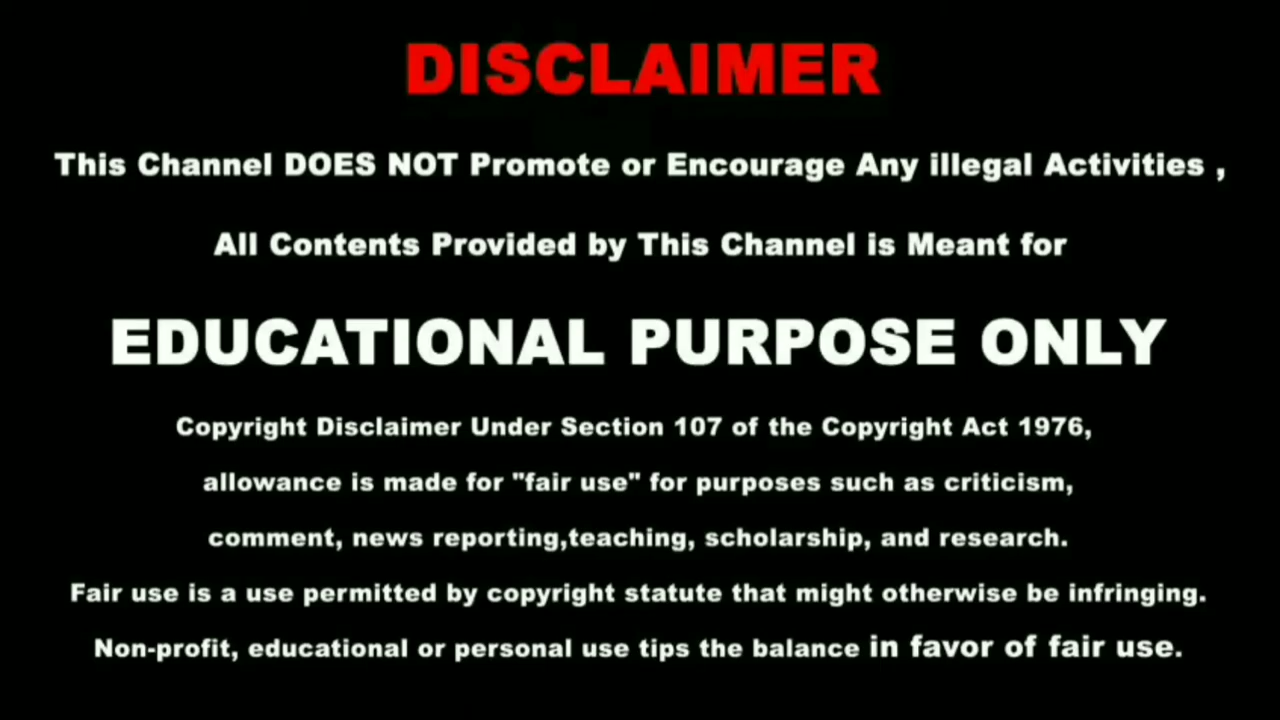 DISCLAIMER
This Channel DOES NOT Promote or Encourage Any illegal Activities ,
All Contents Provided by This Channel is Meant for
EDUCATIONAL PURPOSE ONLY
Copyright Disclaimer Under Section 107 of the Copyright Act 1976,
allowance is made for "fair use" for purposes such as criticism,
comment, news reporting,teaching, scholarship, and research.
Fair use is a use permitted by copyright statute that might otherwise be infringing.
Non-profit, educational or personal use tips the balance in favor of fair use.